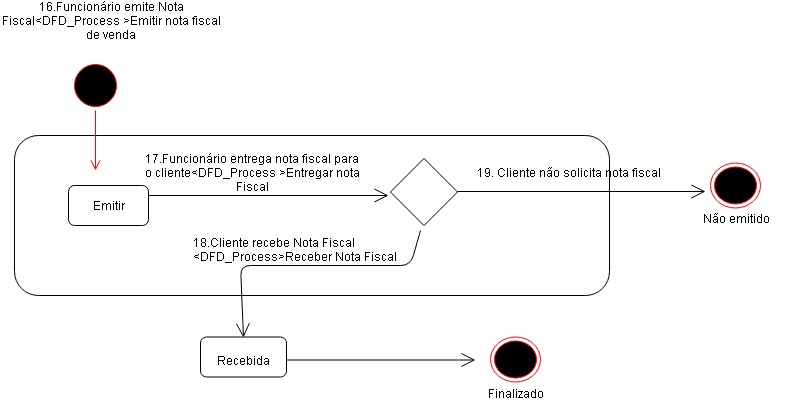 16.Funcionário emite Nota
Fiscal<DFD_Process >Emitir nota fiscal
de venda
17.Funcionário entrega nota fiscal para
o cliente<DFD_Process >Entregar nota
Fiscal
19. Cliente não solicita nota fiscal
Emitir
Não emitido
18.Cliente recebe Nota Fiscal
<DFD_Process>Receber Nota Fiscal
Recebida
Finalizado